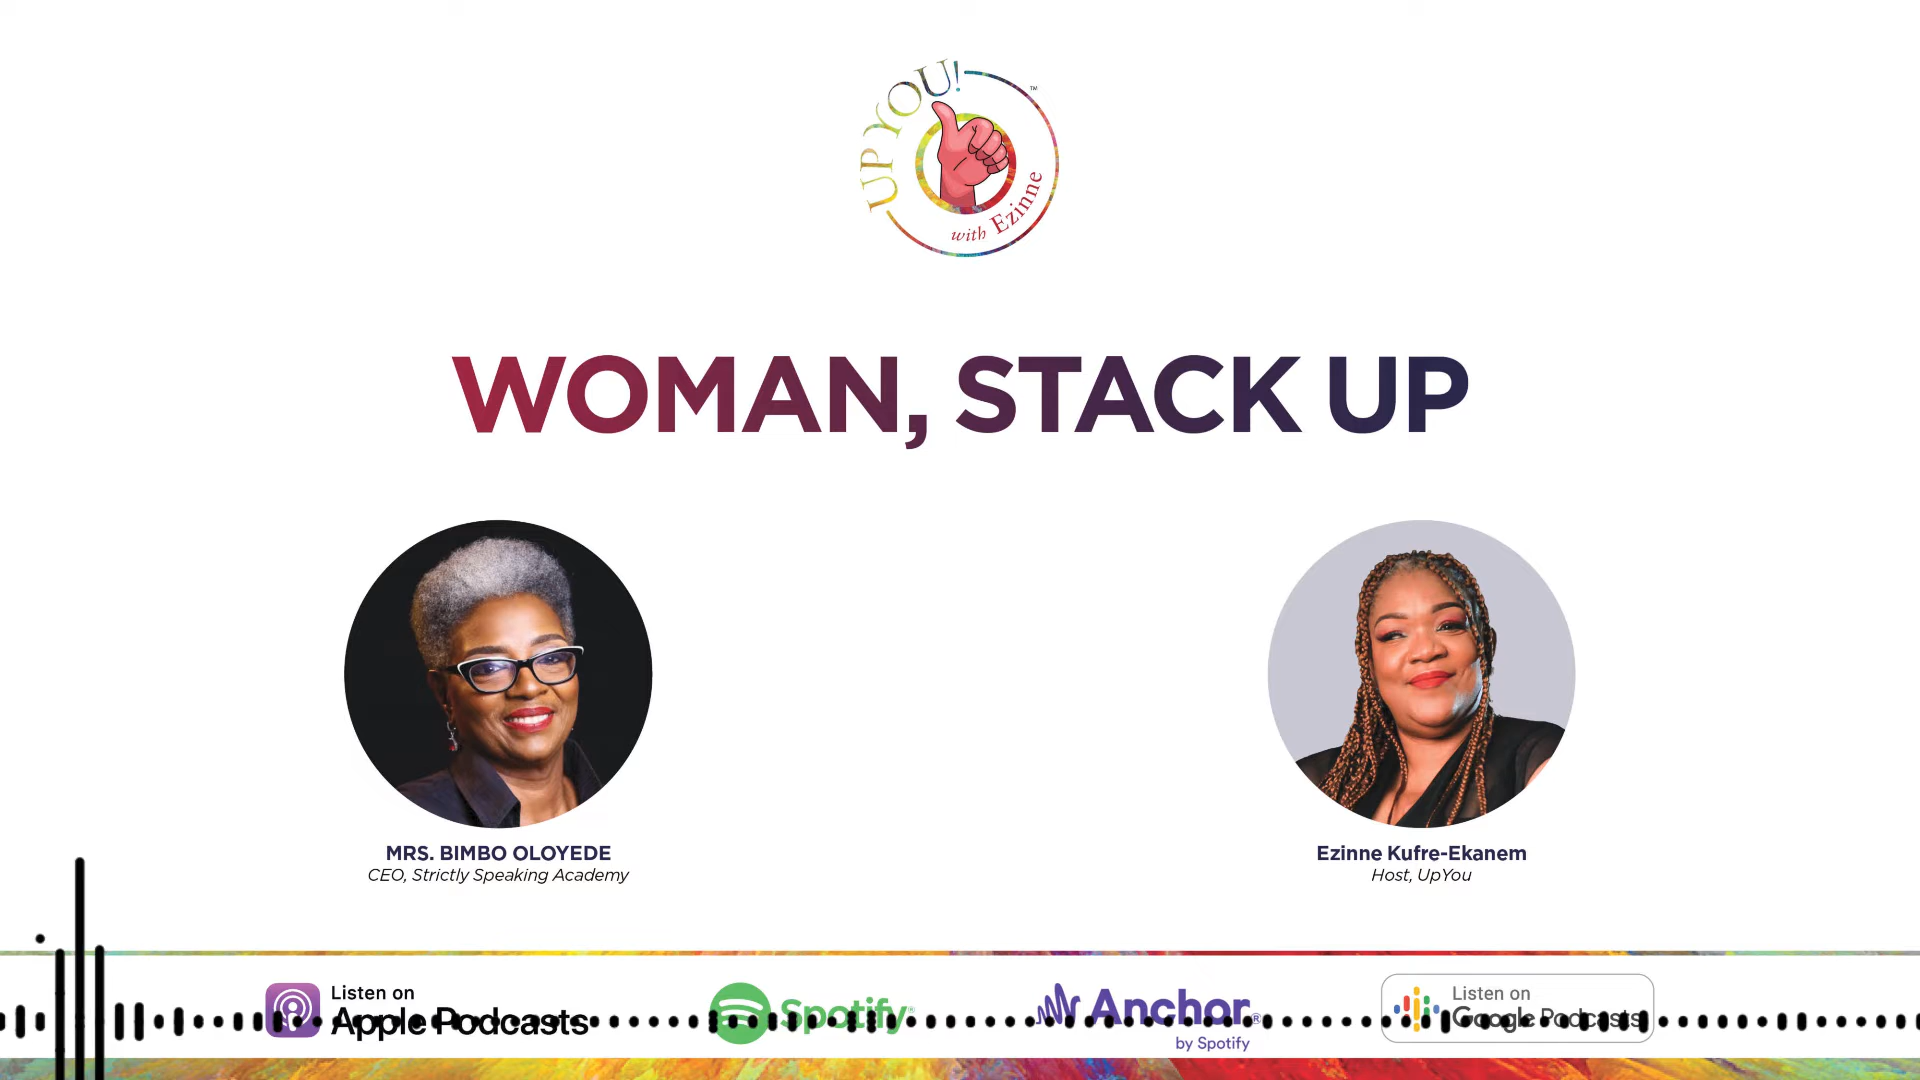 UP YOU!
™
with Ezinne
WOMAN, STACK UP
MRS. BIMBO OLOYEDE
CEO, Strictly Speaking Academy
Ezinne Kufre-Ekanem
Host, UpYou
Listen on
Apple Podcasts
Spotify®
Anchor®
by Spotify
Listen on
Google Podcasts